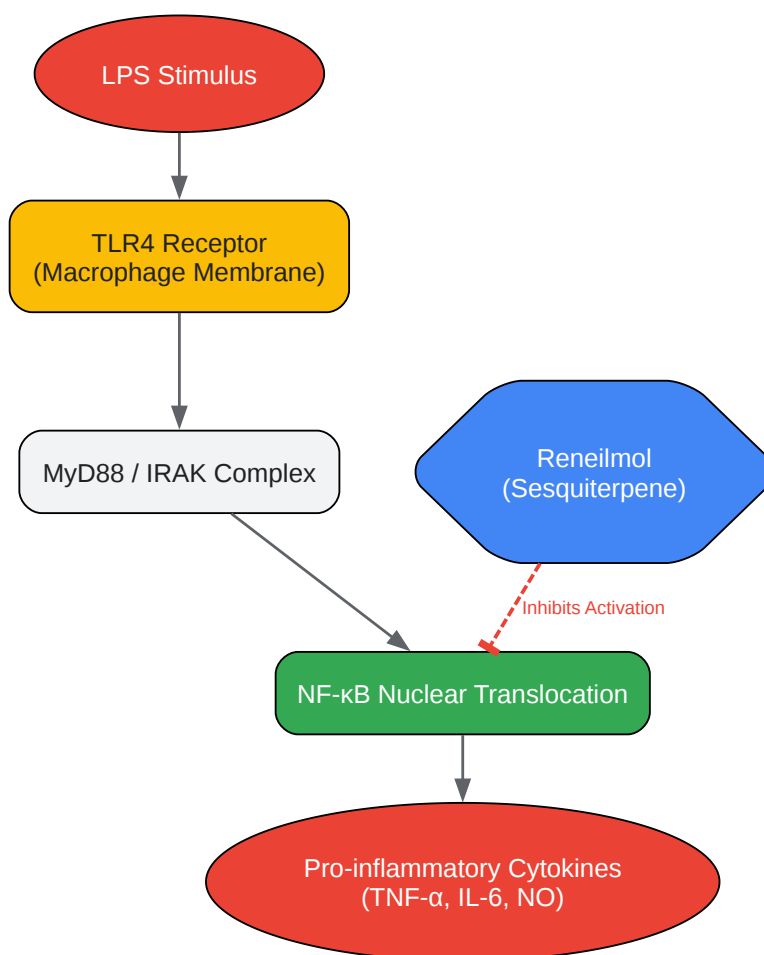 LPS Stimulus
TLR4 Receptor
(Macrophage Membrane)
MyD88 / IRAK Complex
Reneilmol
(Sesquiterpene)
Inhibits Activation
NF-κB Nuclear Translocation
Pro-inflammatory Cytokines
(TNF-α, IL-6, NO)